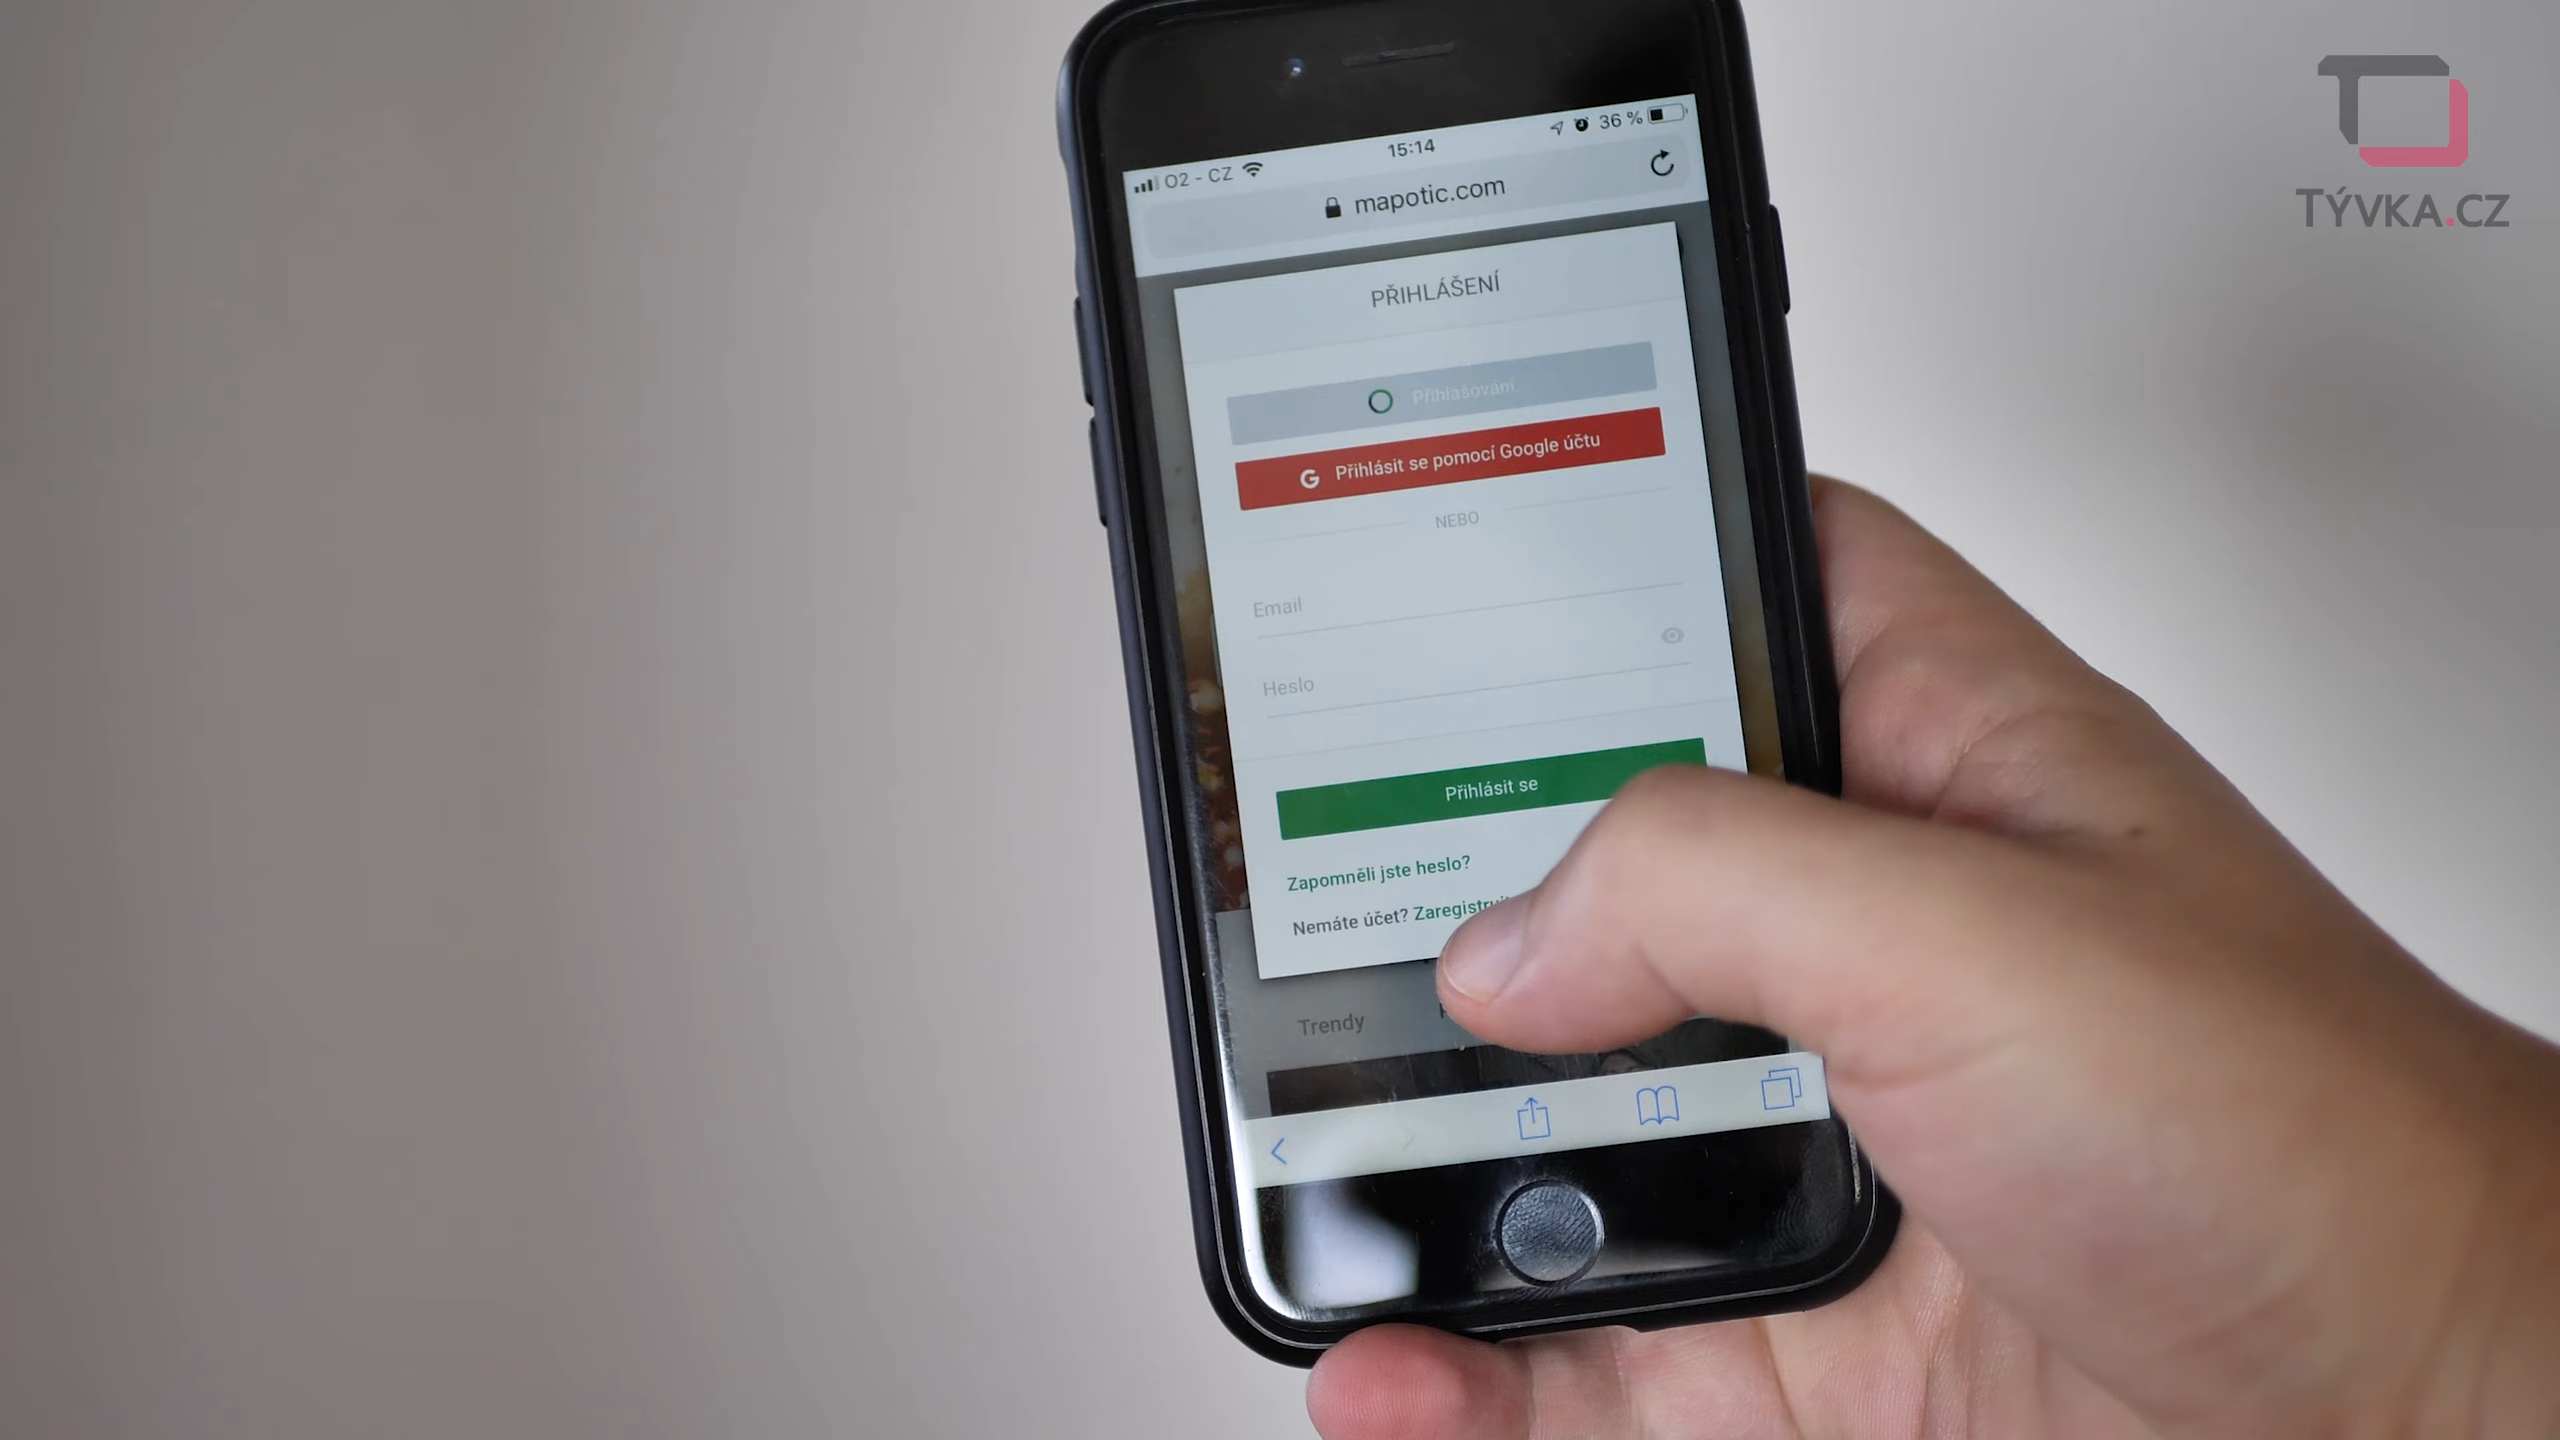 TÝVKA.CZ
O2 - CZ 15:14 36 %
mapotic.com
PŘIHLÁŠENÍ
Přihlašování
G Přihlásit se pomocí Google účtu
NEBO
Email
Heslo
Přihlásit se
Zapomněli jste heslo?
Nemáte účet?
Trendy